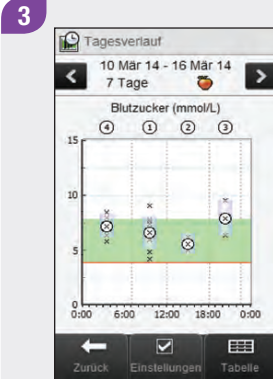 3
Tagesverlauf
10 Mär 14 - 16 Mär 14
7 Tage
Blutzucker (mmol/L)
4 1 2 3
15
10
5
0
0:00 6:00 12:00 18:00 0:00
Zurück Einstellungen Tabelle